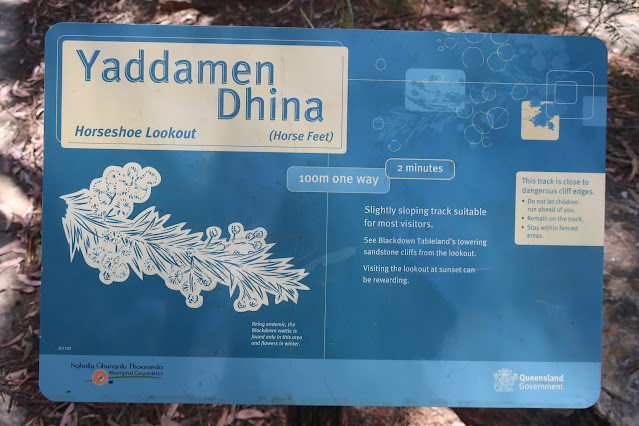 Yaddamen
Dhina
Horseshoe Lookout
(Horse Feet)
100m one way
2 minutes
Slightly sloping track suitable
for most visitors.
See Blackdown Tableland's towering
sandstone cliffs from the lookout.
Visiting the lookout at sunset can
be rewarding.
This track is close to
dangerous cliff edges.
• Do not let children
run ahead of you.
• Remain on the track.
• Stay within fenced
areas.
Being endemic, the
Blackdown wattle is
found only in this area
and flowers in winter.
Aboriginal Corporation
Queensland
Government